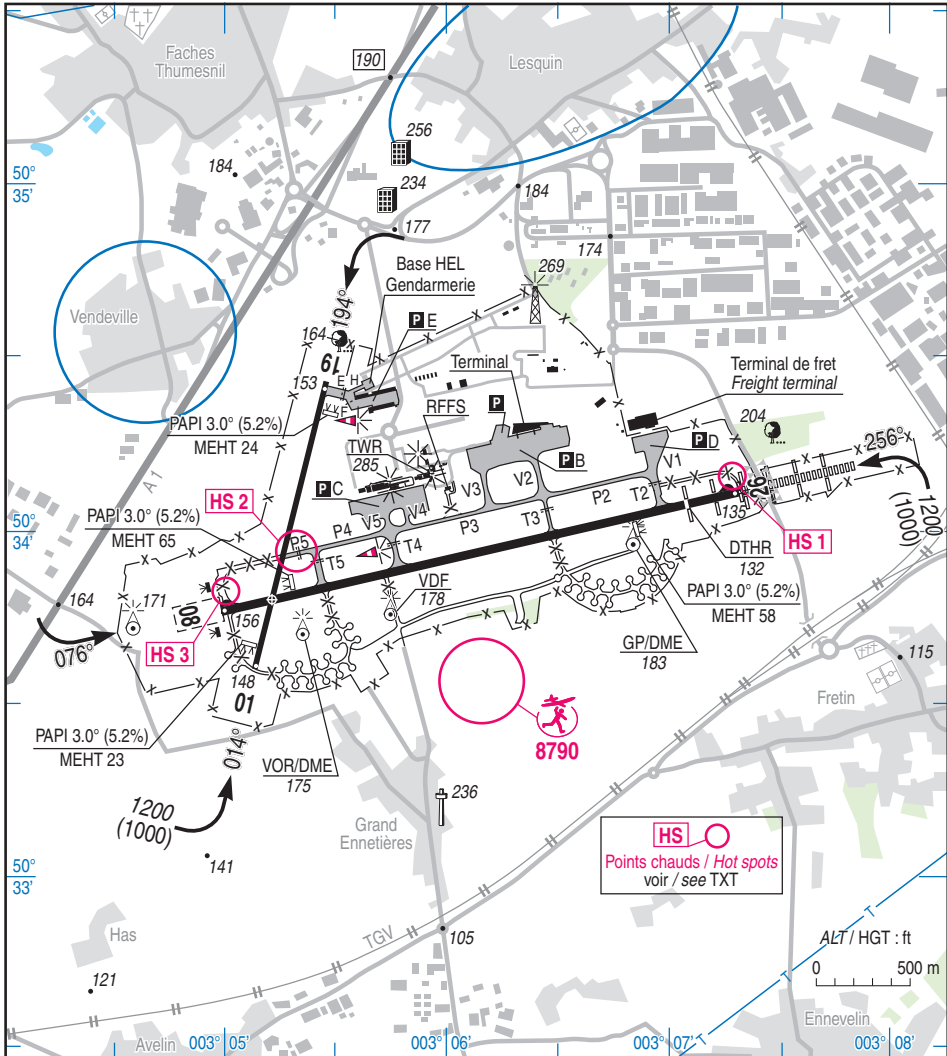 Faches
Thumesnil
190
Lesquin
256
184
50°
35'
234
184
177
174
Base HEL
Gendarmerie
269
194°
Vendeville
164
19
P E
Terminal
Terminal de fret
Freight terminal
153
E H
F
RFFS
P
204
PAPI 3.0° (5.2%)
MEHT 24
TWR
285
P B
P D
256°
V1
A 1
P C
V3
V2
26
HS 2
V5
V4
P2
T2
135
1200
(1000)
PAPI 3.0° (5.2%)
MEHT 65
P4
P3
T3
HS 1
50°
34'
P5
T5
T4
DTHR
132
VDF
178
PAPI 3.0° (5.2%)
MEHT 58
164
171
08
156
076°
HS 3
GP/DME
183
115
148
01
Fretin
PAPI 3.0° (5.2%)
MEHT 23
014°
8790
VOR/DME
175
1200
(1000)
236
Grand
Ennetières
HS
Points chauds / Hot spots
voir / see TXT
141
50°
33'
Has
TGV
105
ALT / HGT : ft
0 500 m
121
T
T
Ennevelin
Avelin
003° 05'
003° 06'
003° 07'
003° 08'